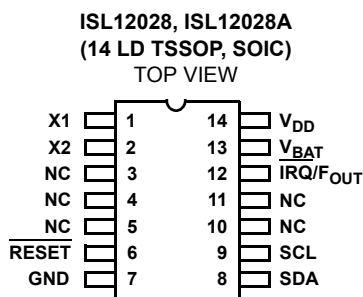 ISL12028, ISL12028A
(14 LD TSSOP, SOIC)
TOP VIEW
X1 1 14 VDD
X2 2 13 VBAT
NC 3 12 IRQ/FOUT
NC 4 11 NC
NC 5 10 NC
RESET 6 9 SCL
GND 7 8 SDA